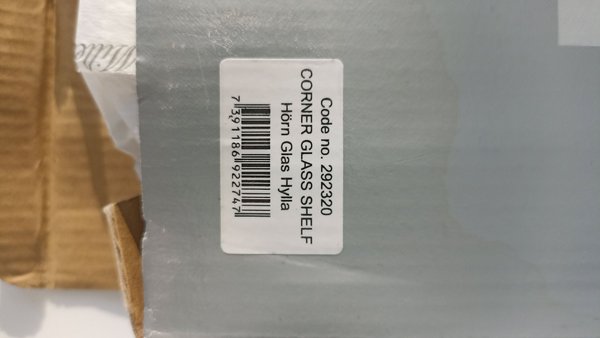 Code no. 292320
CORNER GLASS SHELF
Hörn Glas Hylla
7 391186 922747